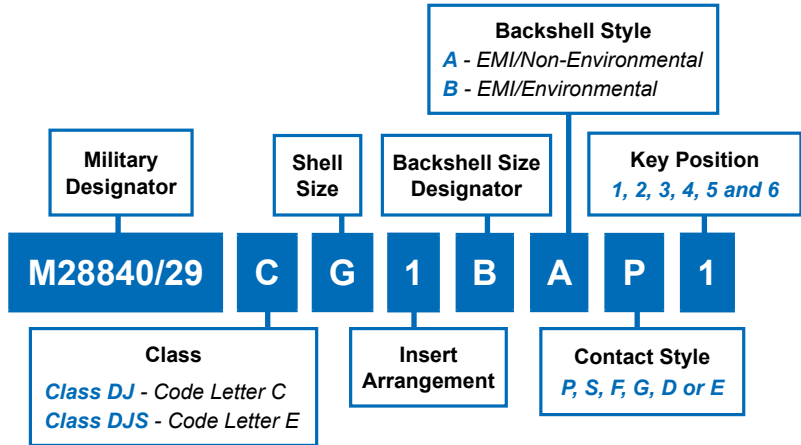 Backshell Style
A - EMI/Non-Environmental
B - EMI/Environmental
Military
Designator
Shell
Size
Backshell Size
Designator
Key Position
1, 2, 3, 4, 5 and 6
M28840/29
C
G
1
B
A
P
1
Class
Class DJ - Code Letter C
Class DJS - Code Letter E
Insert
Arrangement
Contact Style
P, S, F, G, D or E